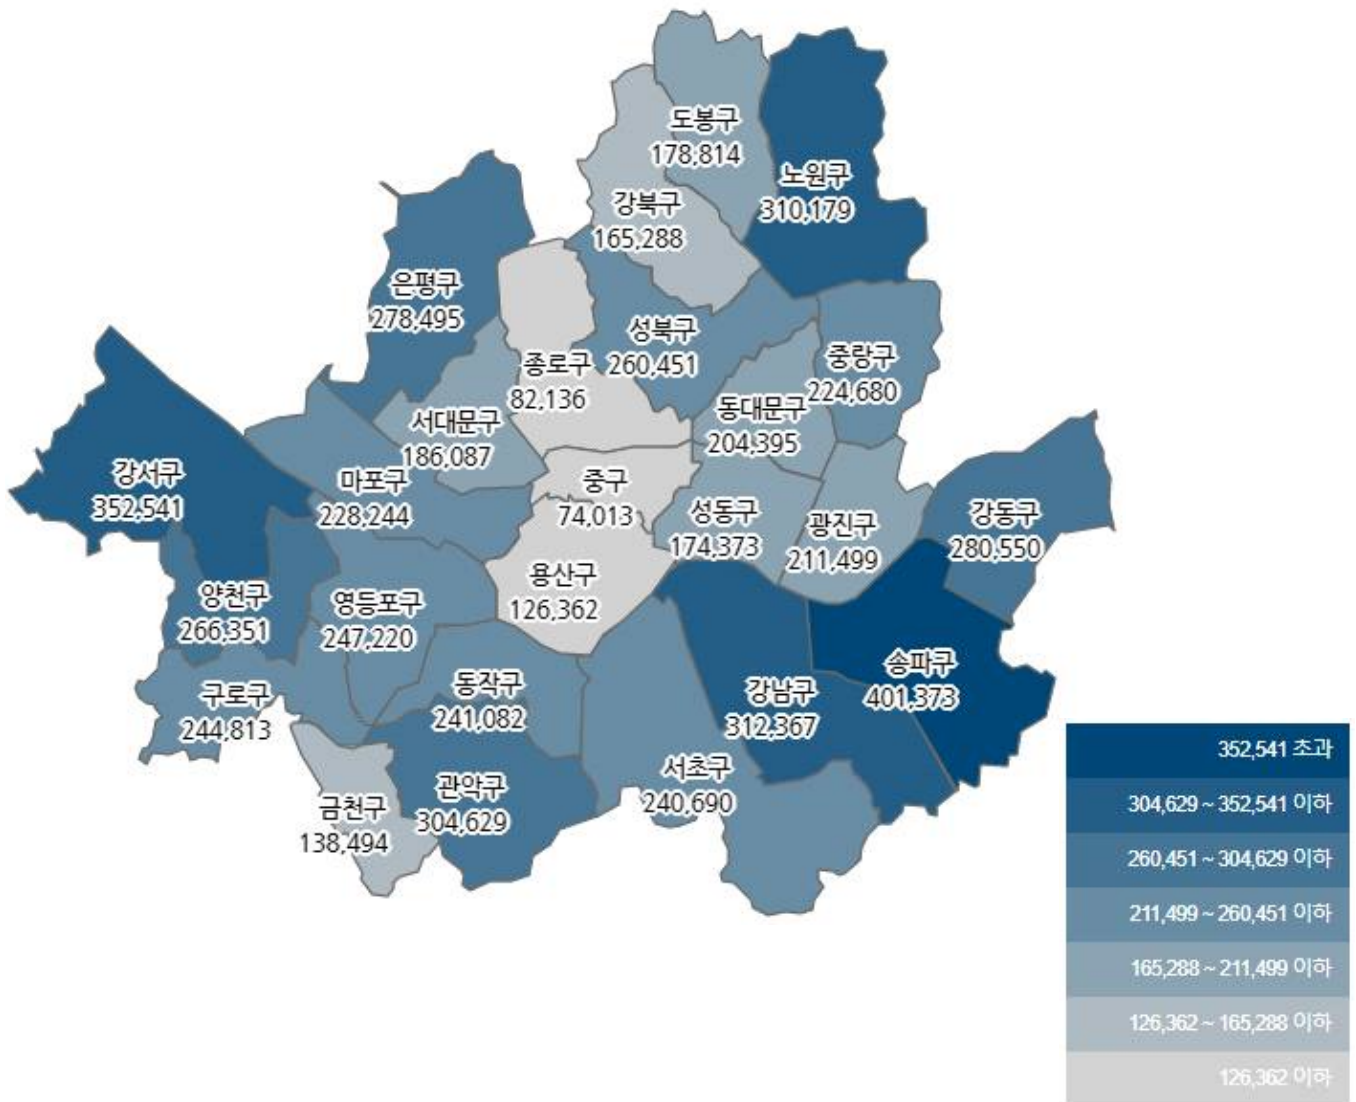 도봉구
178,814
노원구
310,179
강북구
165,288
은평구
278,495
성북구
260,451
중랑구
224,680
종로구
82,136
동대문구
204,395
서대문구
186,087
강서구
352,541
마포구
228,244
중구
74,013
성동구
174,373
광진구
211,499
강동구
280,550
용산구
126,362
양천구
266,351
영등포구
247,220
송파구
401,373
구로구
244,813
동작구
241,082
강남구
312,367
서초구
240,690
관악구
304,629
금천구
138,494
352,541 초과
304,629 ~ 352,541 이하
260,451 ~ 304,629 이하
211,499 ~ 260,451 이하
165,288 ~ 211,499 이하
126,362 ~ 165,288 이하
126,362 이하